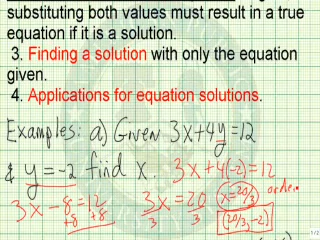 substituting both values must result in a true
equation if it is a solution.
3. Finding a solution with only the equation
given.
4. Applications for equation solutions.
Examples: a) Given 3x+4y=12
& y=-2 find x. 3x+4(-2)=12
3x-8=12 3x=20 x=20/3 order
+8 +8 3 3 (20/3,-2)
1/2